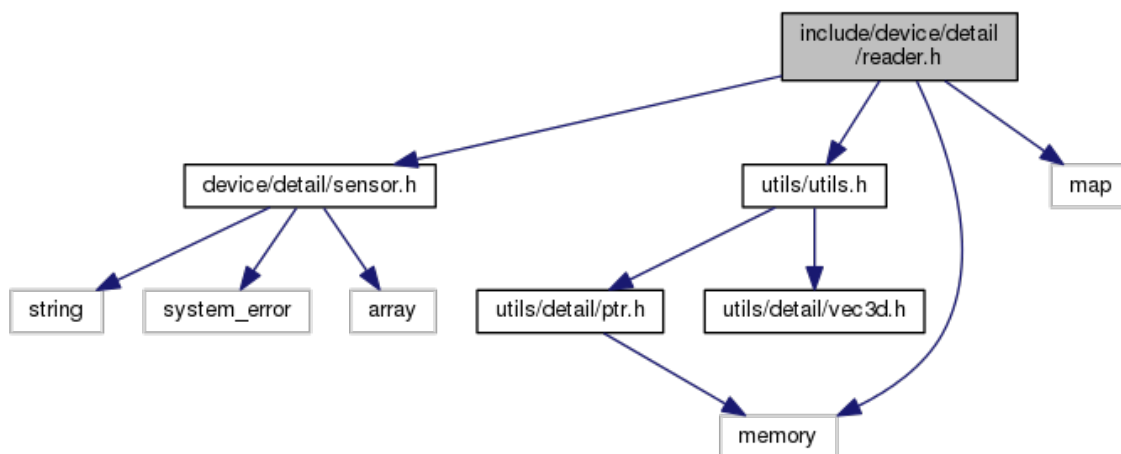 include/device/detail
/reader.h
device/detail/sensor.h
utils/utils.h
map
string
system_error
array
utils/detail/ptr.h
utils/detail/vec3d.h
memory